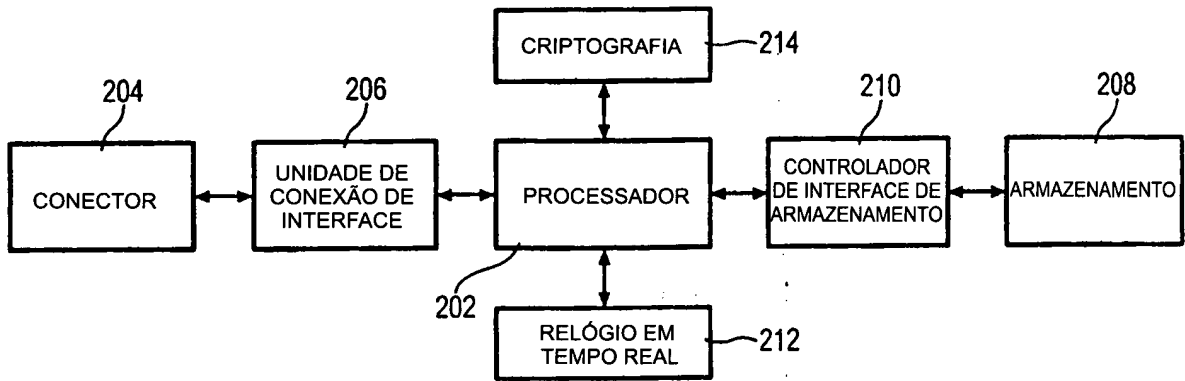 CRIPTOGRAFIA
214
204
206
210
208
CONECTOR
UNIDADE DE
CONEXÃO DE
INTERFACE
PROCESSADOR
CONTROLADOR
DE INTERFACE DE
ARMAZENAMENTO
ARMAZENAMENTO
202
RELÓGIO EM
TEMPO REAL
212